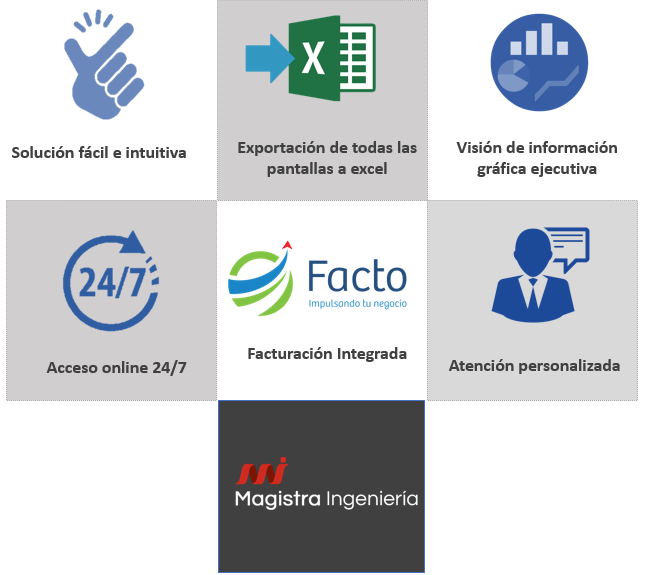 Solución fácil e intuitiva
X
Exportación de todas las
pantallas a excel
Visión de información
gráfica ejecutiva
24/7
Acceso online 24/7
Facto
Impulsando tu negocio
Facturación Integrada
Atención personalizada
Magistra Ingeniería